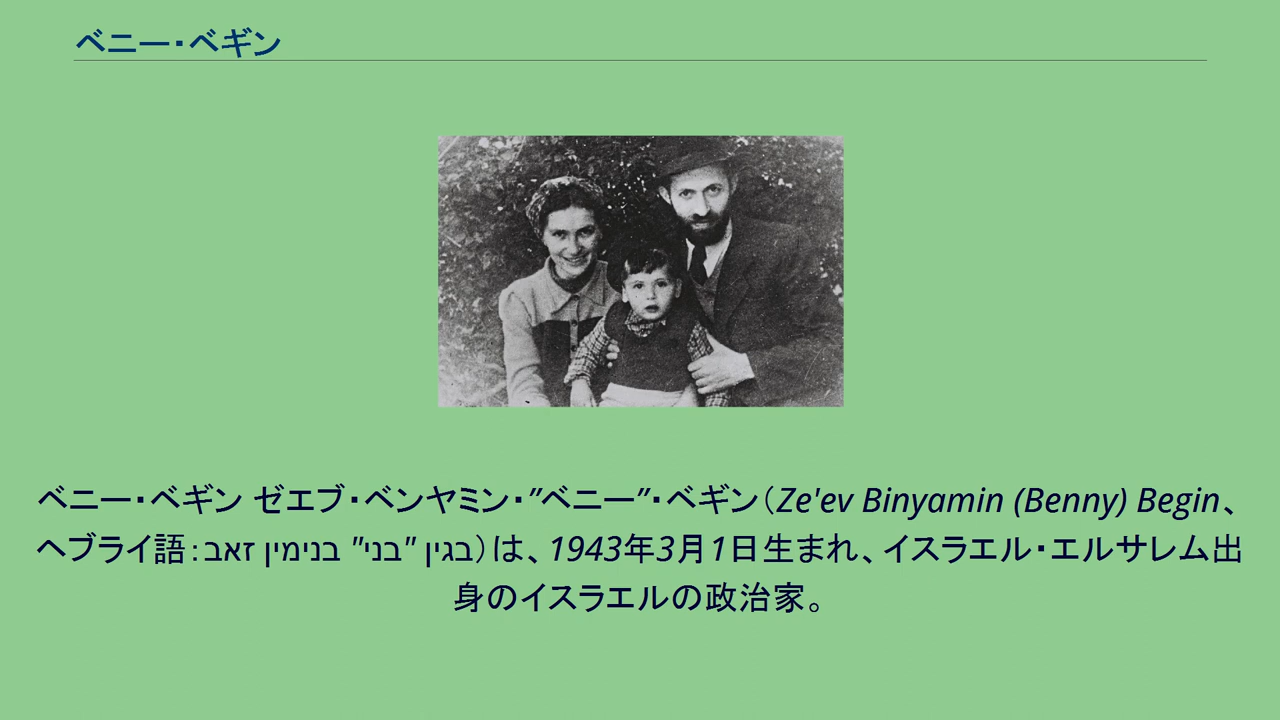 ベニー・ベギン
ベニー・ベギン ゼエブ・ベンヤミン・"ベニー"・ベギン（Ze'ev Binyamin (Benny) Begin、
ヘブライ語：זאב בנימין "בני" בגין）は、1943年3月1日生まれ、イスラエル・エルサレム出
身のイスラエルの政治家。